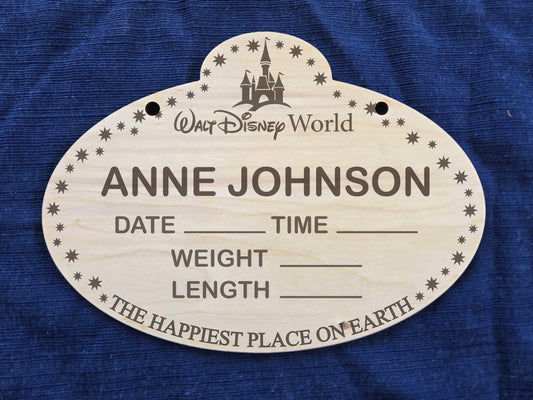 Walt Disney World
ANNE JOHNSON
DATE ______ TIME ______
WEIGHT ______
LENGTH ______
THE HAPPIEST PLACE ON EARTH